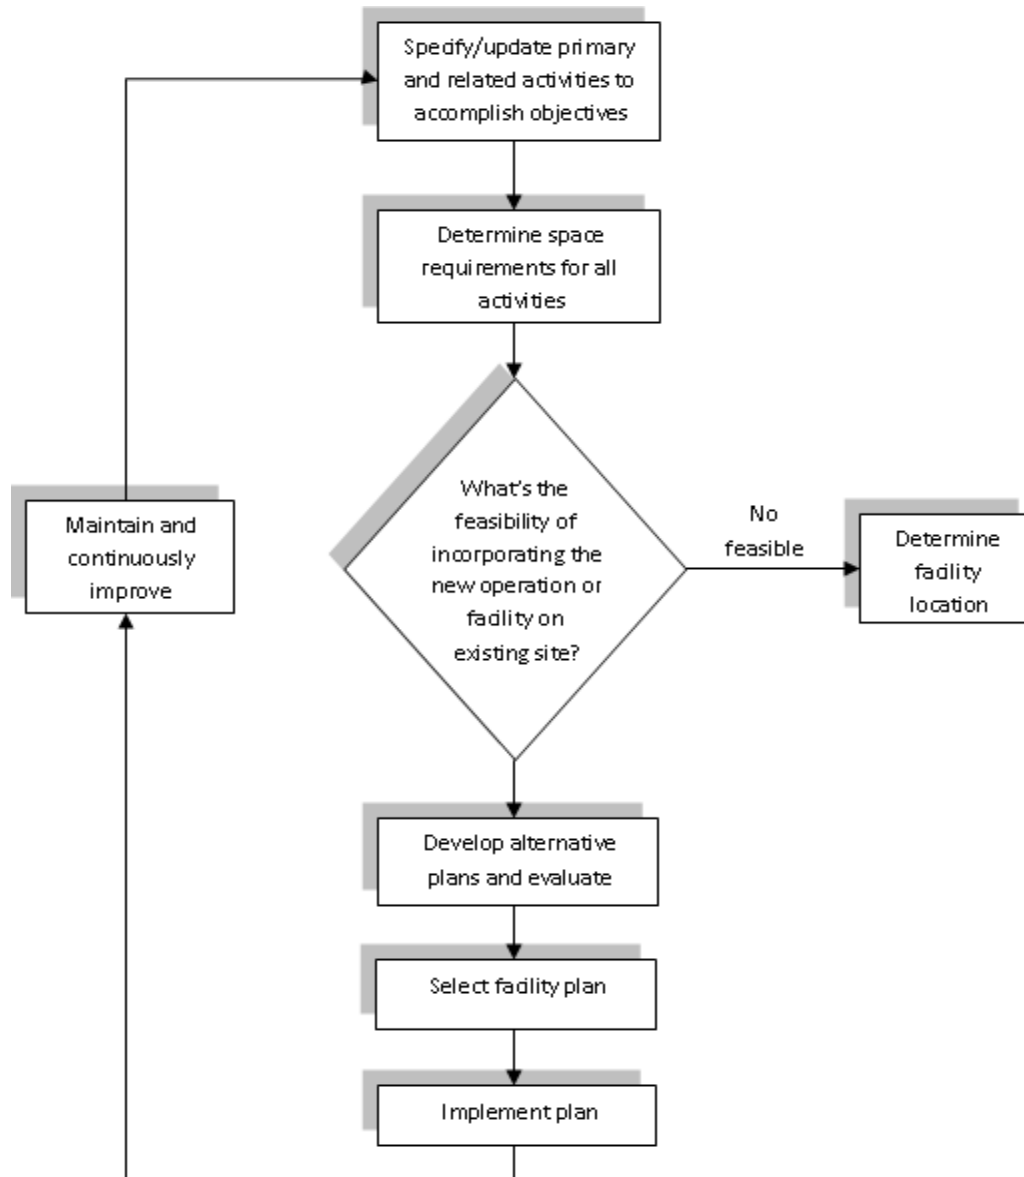 Specify/update primary
and related activities to
accomplish objectives
Determine space
requirements for all
activities
What's the
feasibility of
incorporating the
new operation or
facility on
existing site?
No
feasible
Determine
facility
location
Maintain and
continuously
improve
Develop alternative
plans and evaluate
Select facility plan
Implement plan